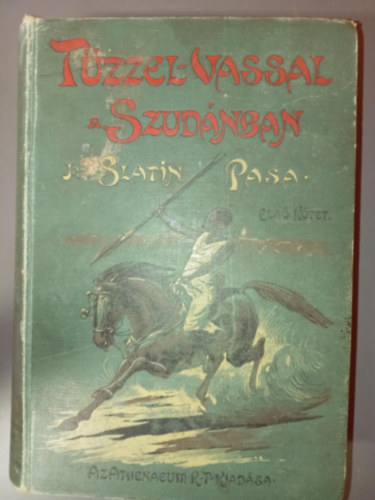 TŰZZEL-VASSAL
A SZUDÁNBAN
SLATIN PASA.
ELSŐ KÖTET.
AZ ATHENAEUM R.T. KIADÁSA.